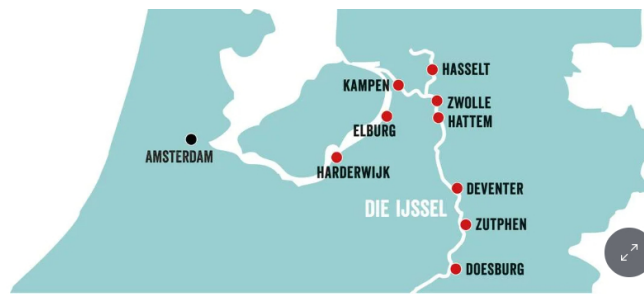 HASSELT
KAMPEN
ZWOLLE
HATTEM
ELBURG
AMSTERDAM
HARDERWIJK
DEVENTER
DIE IJSSEL
ZUTPHEN
DOESBURG